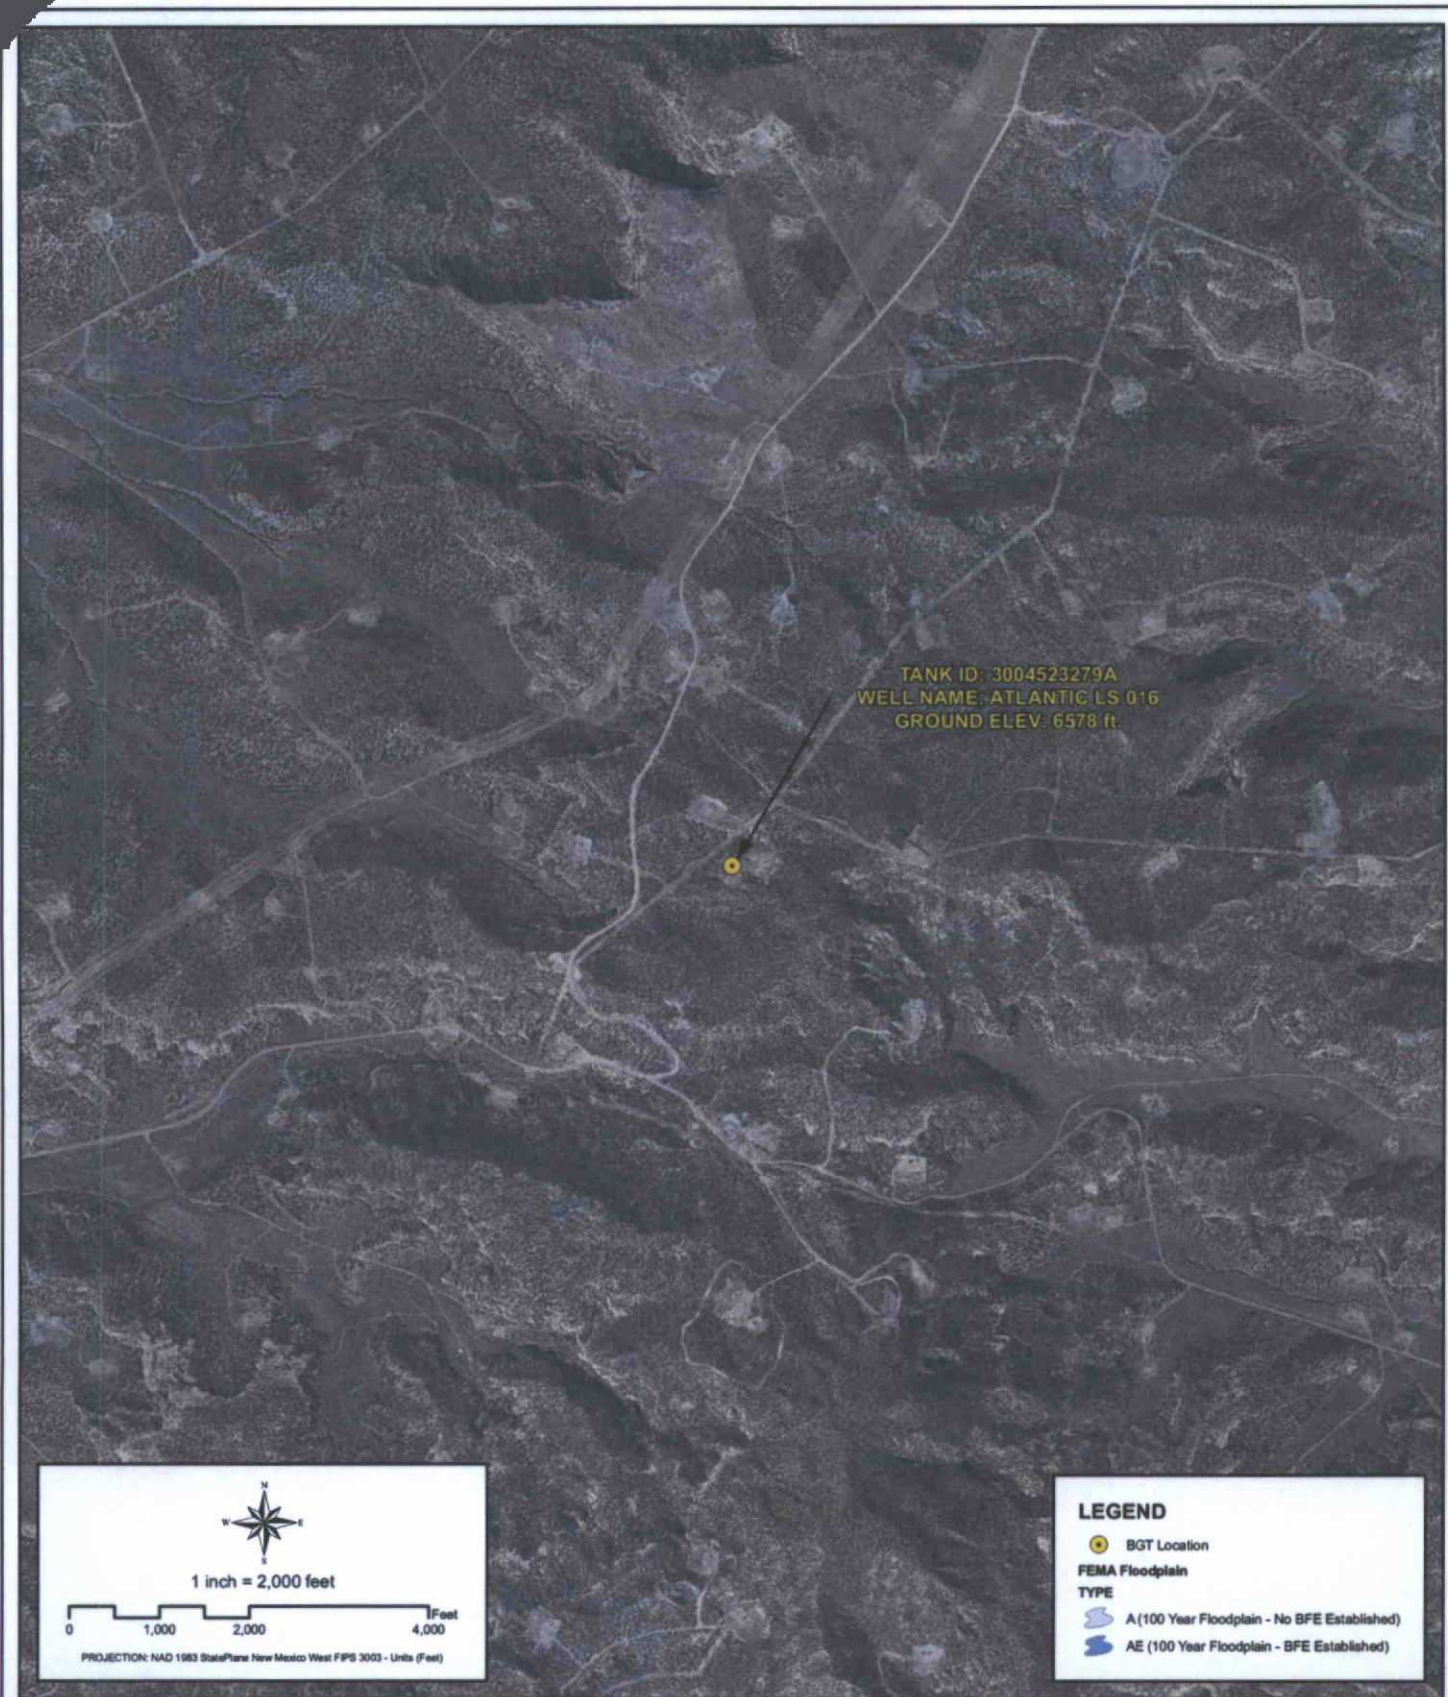 TANK ID: 3004523279A
WELL NAME: ATLANTIC LS 016
GROUND ELEV: 6578 ft.
N
W E
S
1 inch = 2,000 feet
Feet
0 1,000 2,000 4,000
PROJECTION: NAD 1983 StatePlane New Mexico West FIPS 3003 - Units (Feet)
LEGEND
BGT Location
FEMA Floodplain
TYPE
A (100 Year Floodplain - No BFE Established)
AE (100 Year Floodplain - BFE Established)